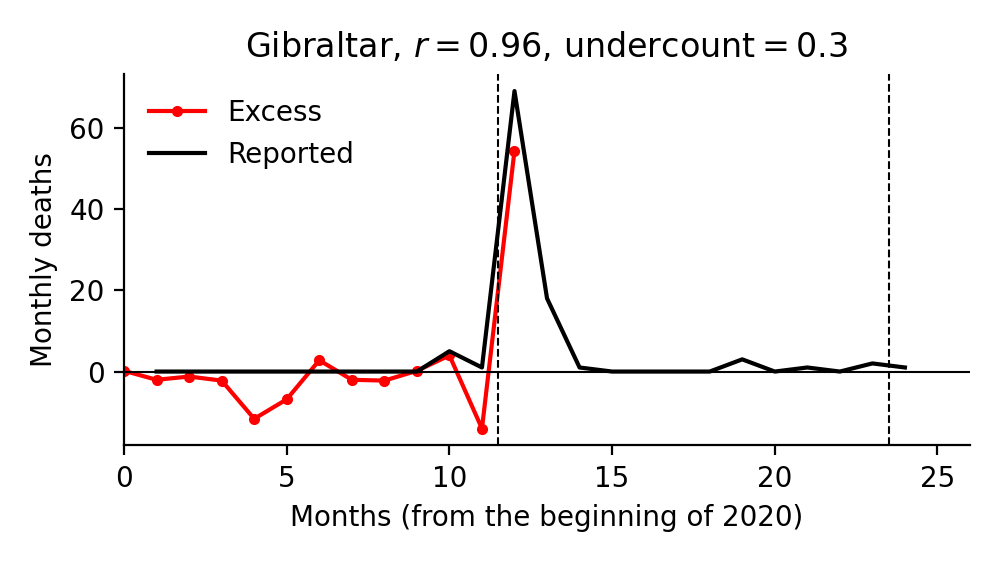 Gibraltar, r = 0.96, undercount = 0.3
Excess
Reported
Monthly deaths
60
40
20
0
0 5 10 15 20 25
Months (from the beginning of 2020)